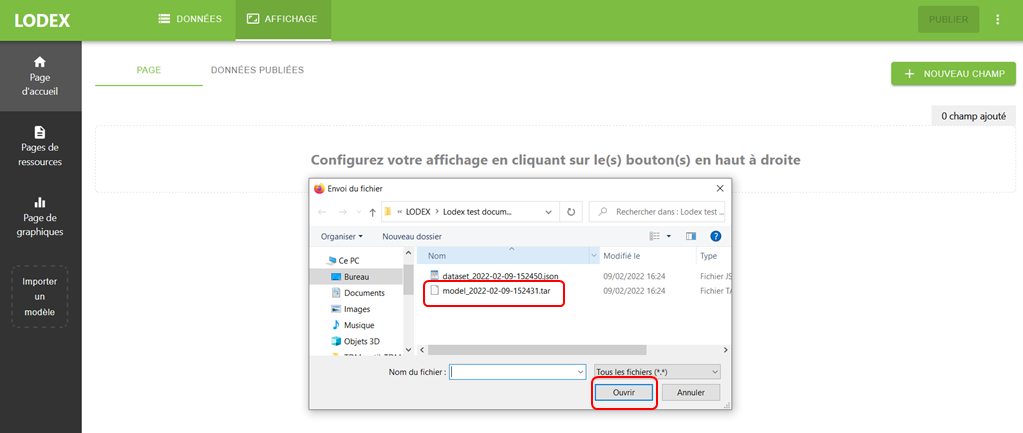 LODEX
DONNÉES
AFFICHAGE
PUBLIER
Page
d'accueil
Pages de
ressources
Page de
graphiques
Importer
un
modèle
PAGE
DONNÉES PUBLIÉES
NOUVEAU CHAMP
0 champ ajouté
Configurez votre affichage en cliquant sur le(s) bouton(s) en haut à droite
Envoi du fichier
« LODEX > Lodex test docum...
Rechercher dans : Lodex test ...
Organiser
Nouveau dossier
Nom
Modifié le
Type
Ce PC
Bureau
Documents
Images
Musique
Objets 3D
dataset_2022-02-09-152450.json
09/02/2022 16:24
Fichier JS
model_2022-02-09-152431.tar
09/02/2022 16:24
Fichier TA
Nom du fichier :
Tous les fichiers (*.*)
Ouvrir
Annuler